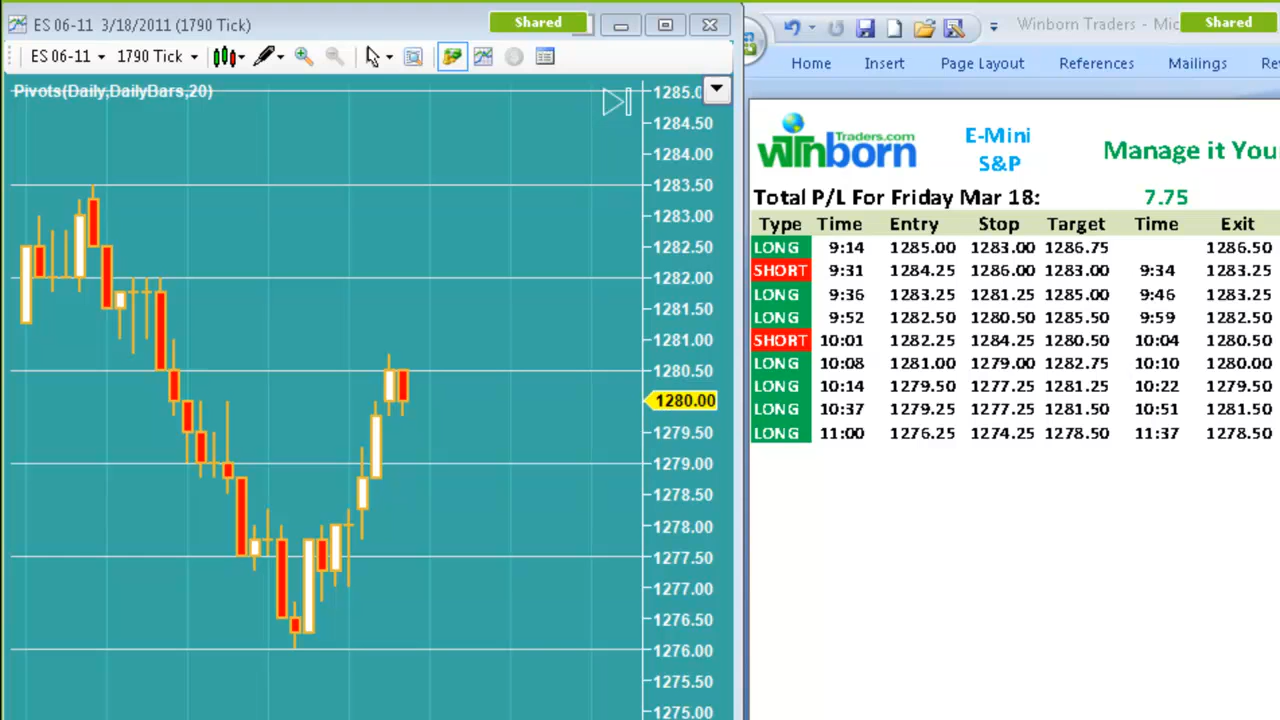 ES 06-11  3/18/2011 (1790 Tick)
Shared
ES 06-11
1790 Tick
Pivots(Daily,DailyBars,20)
1285.0
1284.50
1284.00
1283.50
1283.00
1282.50
1282.00
1281.50
1281.00
1280.50
1280.00
1279.50
1279.00
1278.50
1278.00
1277.50
1277.00
1276.50
1276.00
1275.50
1275.00
Winborn Traders - Mic
Shared
Home Insert Page Layout References Mailings Re
Traders.com
Winborn
E-Mini
S&P
Manage it You
Total P/L For Friday Mar 18: 7.75
Type Time Entry Stop Target Time Exit
LONG 9:14 1285.00 1283.00 1286.75 1286.50
SHORT 9:31 1284.25 1286.00 1283.00 9:34 1283.25
LONG 9:36 1283.25 1281.25 1285.00 9:46 1283.25
LONG 9:52 1282.50 1280.50 1285.50 9:59 1282.50
SHORT 10:01 1282.25 1284.25 1280.50 10:04 1280.50
LONG 10:08 1281.00 1279.00 1282.75 10:10 1280.00
LONG 10:14 1279.50 1277.25 1281.25 10:22 1279.50
LONG 10:37 1279.25 1277.25 1281.50 10:51 1281.50
LONG 11:00 1276.25 1274.25 1278.50 11:37 1278.50